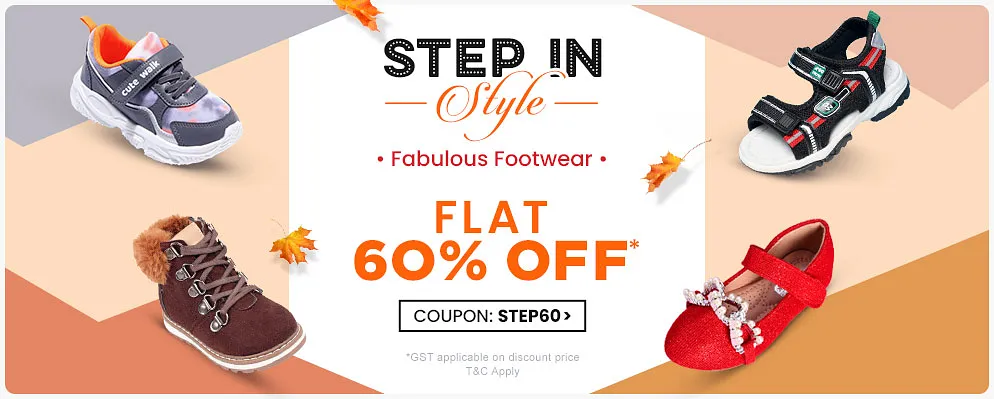 STEP IN
Style
• Fabulous Footwear •
FLAT
60% OFF*
COUPON: STEP60 >
*GST applicable on discount price
T&C Apply
cute walk